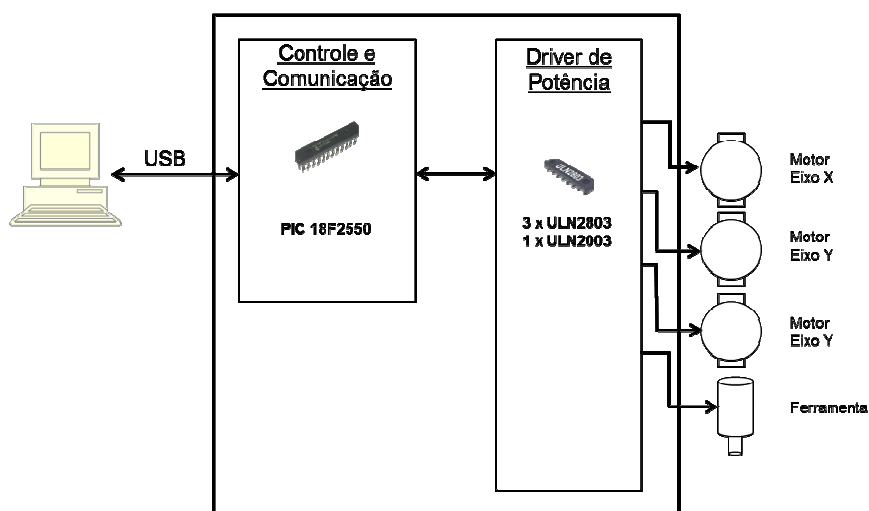 Controle e
Comunicação
Driver de
Potência
USB
PIC 18F2550
ULN2803
3 x ULN2803
1 x ULN2003
Motor
Eixo X
Motor
Eixo Y
Motor
Eixo Y
Ferramenta